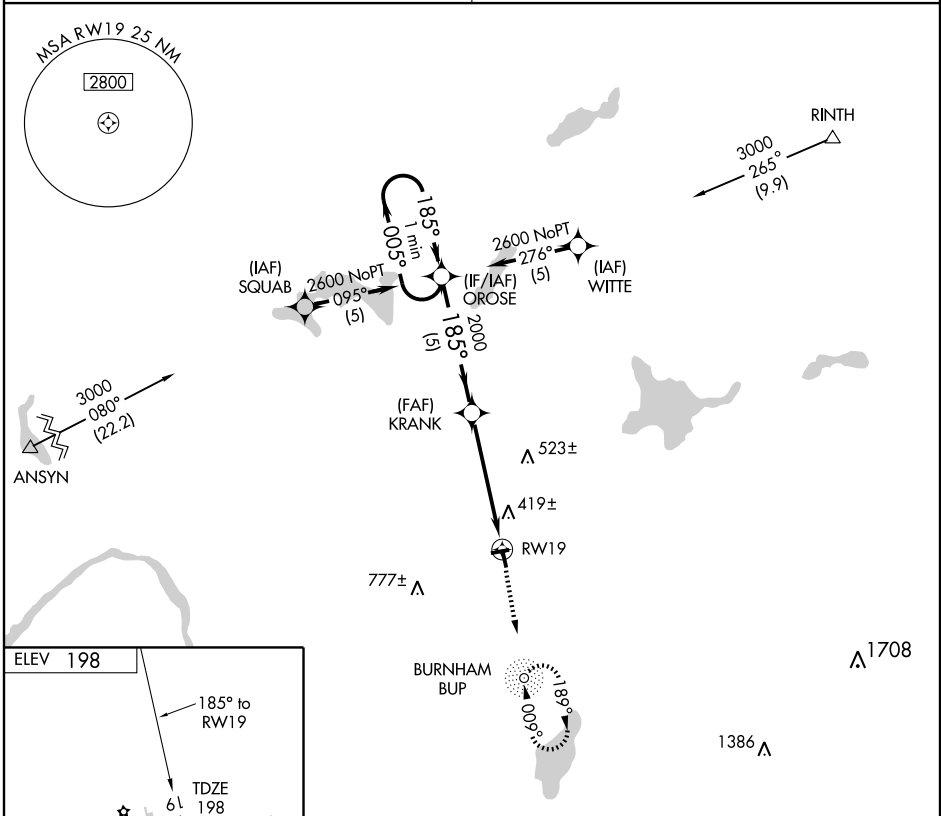 MSA RW19 25 NM
2800
RINTH
3000
265°
(9.9)
185°
1 min
005°
2600 NoPT
276°
(5)
(IAF)
WITTE
(IAF)
SQUAB
2600 NoPT
095°
(5)
(IF/IAF)
OROSE
2000
185°
(5)
3000
080°
(22.2)
ANSYN
(FAF)
KRANK
523±
419±
RW19
777±
BURNHAM
BUP
189°
009°
1708
1386
ELEV 198
185° to
RW19
TDZE
198
19